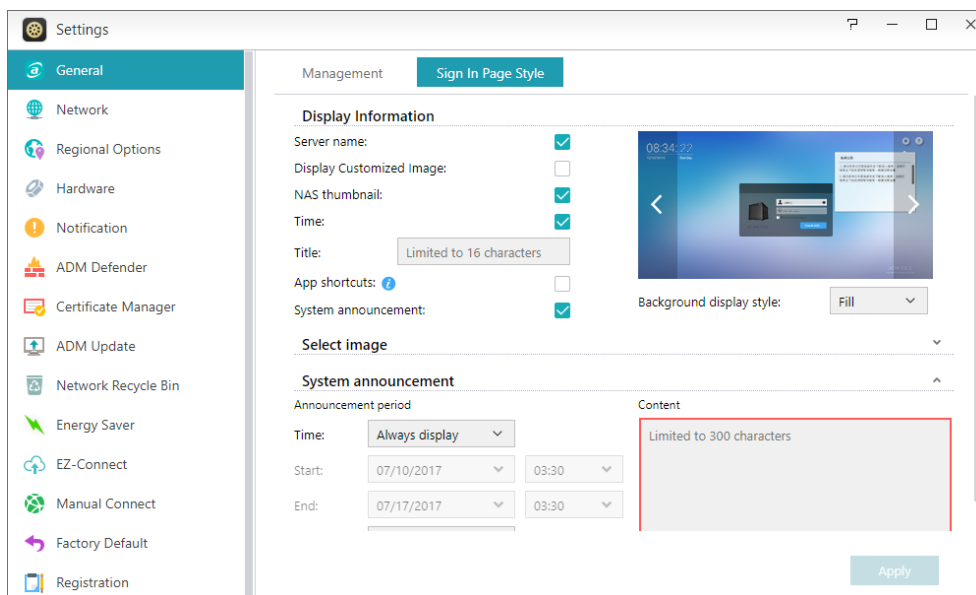 Settings
General
Network
Regional Options
Hardware
Notification
ADM Defender
Certificate Manager
ADM Update
Network Recycle Bin
Energy Saver
EZ-Connect
Manual Connect
Factory Default
Registration
Management Sign In Page Style
Display Information
Server name:
Display Customized Image:
NAS thumbnail:
Time:
Title: Limited to 16 characters
App shortcuts:
System announcement:
08:34:22
Background display style: Fill
Select image
System announcement
Announcement period
Time: Always display
Start: 07/10/2017 03:30
End: 07/17/2017 03:30
Content
Limited to 300 characters
Apply